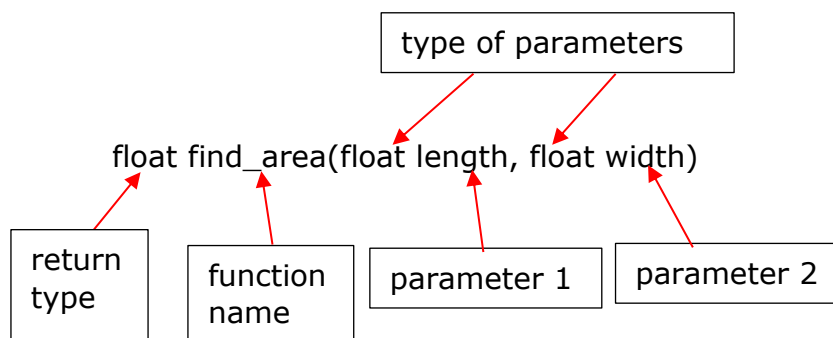 type of parameters
float find_area(float length, float width)
return
type
function
name
parameter 1
parameter 2